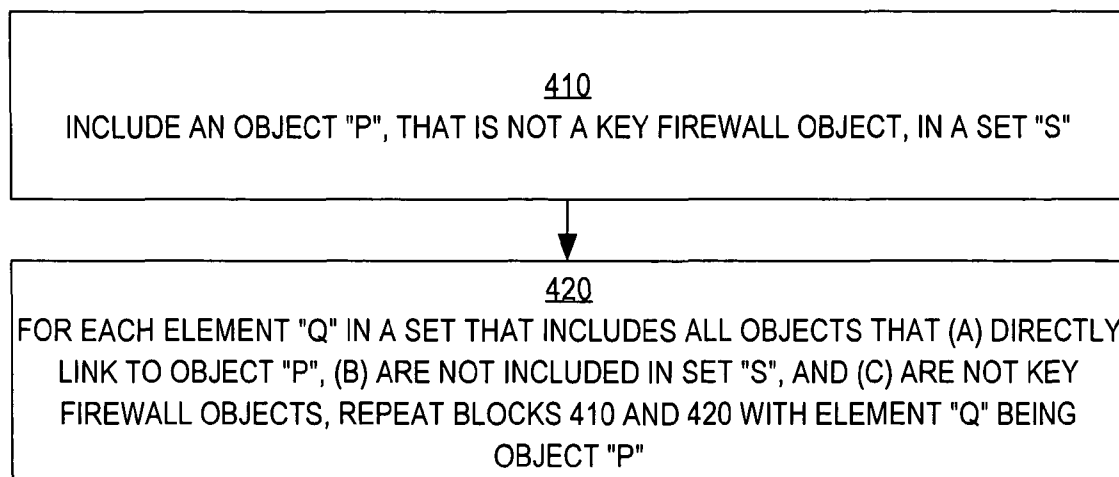 410
INCLUDE AN OBJECT "P", THAT IS NOT A KEY FIREWALL OBJECT, IN A SET "S"
420
FOR EACH ELEMENT "Q" IN A SET THAT INCLUDES ALL OBJECTS THAT (A) DIRECTLY
LINK TO OBJECT "P", (B) ARE NOT INCLUDED IN SET "S", AND (C) ARE NOT KEY
FIREWALL OBJECTS, REPEAT BLOCKS 410 AND 420 WITH ELEMENT "Q" BEING
OBJECT "P"